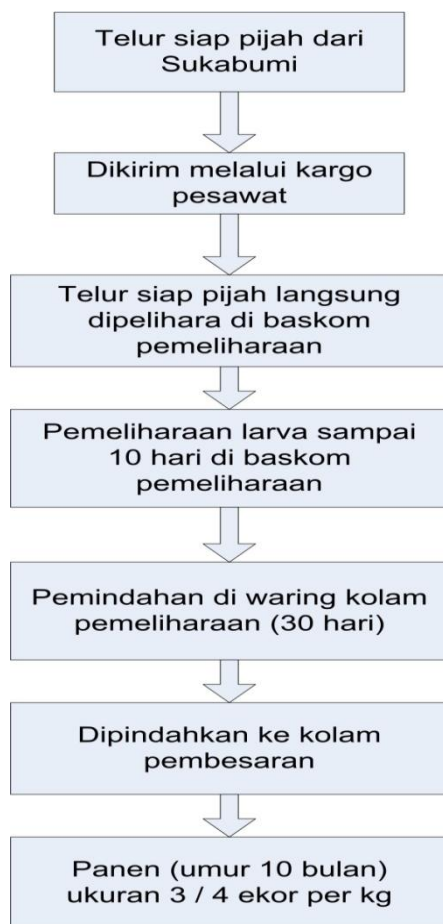 Telur siap pijah dari
Sukabumi
Dikirim melalui kargo
pesawat
Telur siap pijah langsung
dipelihara di baskom
pemeliharaan
Pemeliharaan larva sampai
10 hari di baskom
pemeliharaan
Pemindahan di waring kolam
pemeliharaan (30 hari)
Dipindahkan ke kolam
pembesaran
Panen (umur 10 bulan)
ukuran 3 / 4 ekor per kg